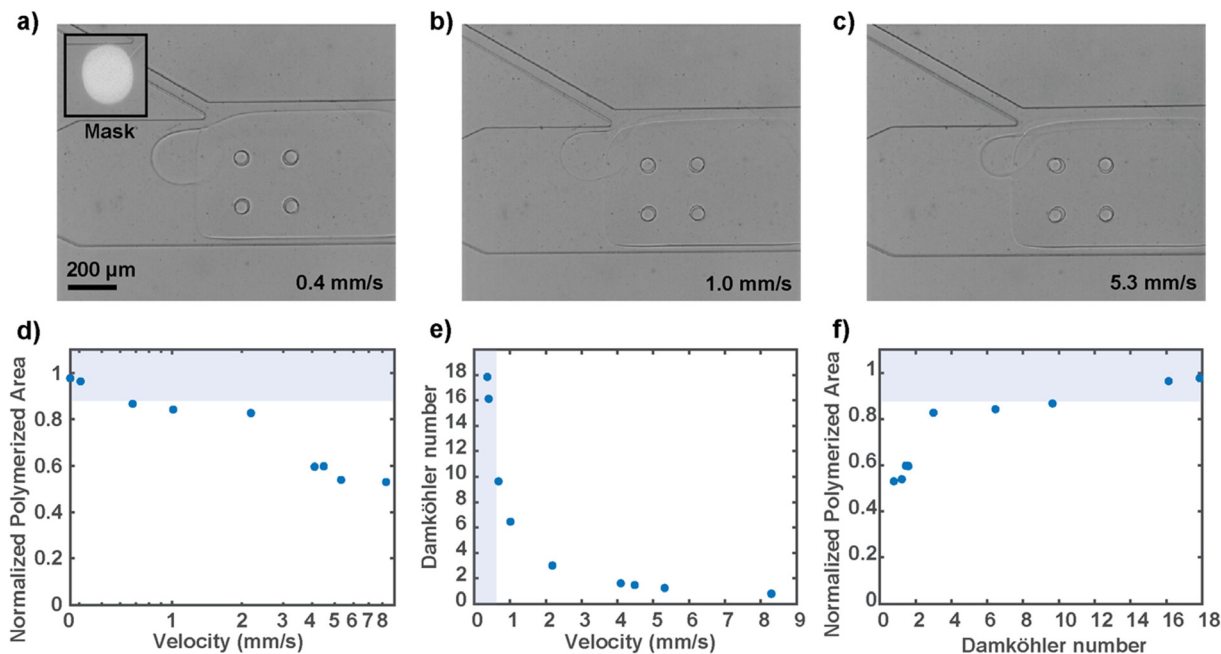 a)
Mask
200 µm
0.4 mm/s
b)
1.0 mm/s
c)
5.3 mm/s
d)
Normalized Polymerized Area
1
0.8
0.6
0.4
0.2
0
0 1 2 3 4 5 6 7 8
Velocity (mm/s)
e)
Damköhler number
18
16
14
12
10
8
6
4
2
0
0 1 2 3 4 5 6 7 8 9
Velocity (mm/s)
f)
Normalized Polymerized Area
1
0.8
0.6
0.4
0.2
0
0 2 4 6 8 10 12 14 16 18
Damköhler number